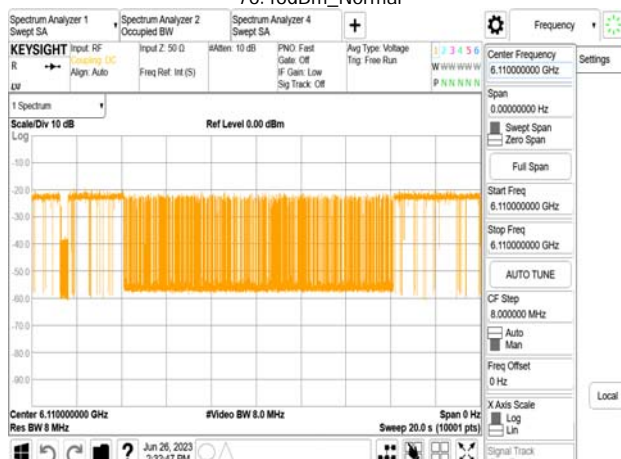 Spectrum Analyzer 1
Swept SA
Spectrum Analyzer 2
Occupied BW
Spectrum Analyzer 4
Swept SA
+
Frequency
KEYSIGHT
R
LV
Input: RF
Coupling: DC
Align: Auto
Input Z: 50 Ω
Freq Ref: Int (S)
#Atten: 10 dB
PNO: Fast
Gate: Off
IF Gain: Low
Sig Track: Off
Avg Type: Voltage
Trig: Free Run
1 2 3 4 5 6
W W W W W W
P N N N N N
Center Frequency
6.110000000 GHz
Settings
Span
0.00000000 Hz
Swept Span
Zero Span
Full Span
Start Freq
6.110000000 GHz
Stop Freq
6.110000000 GHz
AUTO TUNE
CF Step
8.000000 MHz
Auto
Man
Freq Offset
0 Hz
X Axis Scale
Log
Lin
Local
Signal Track
1 Spectrum
Scale/Div 10 dB
Ref Level 0.00 dBm
Log
-10.0
-20.0
-30.0
-40.0
-50.0
-60.0
-70.0
-80.0
-90.0
Center 6.110000000 GHz
#Video BW 8.0 MHz
Span 0 Hz
Res BW 8 MHz
Sweep 20.0 s (10001 pts)
?
Jun 26, 2023